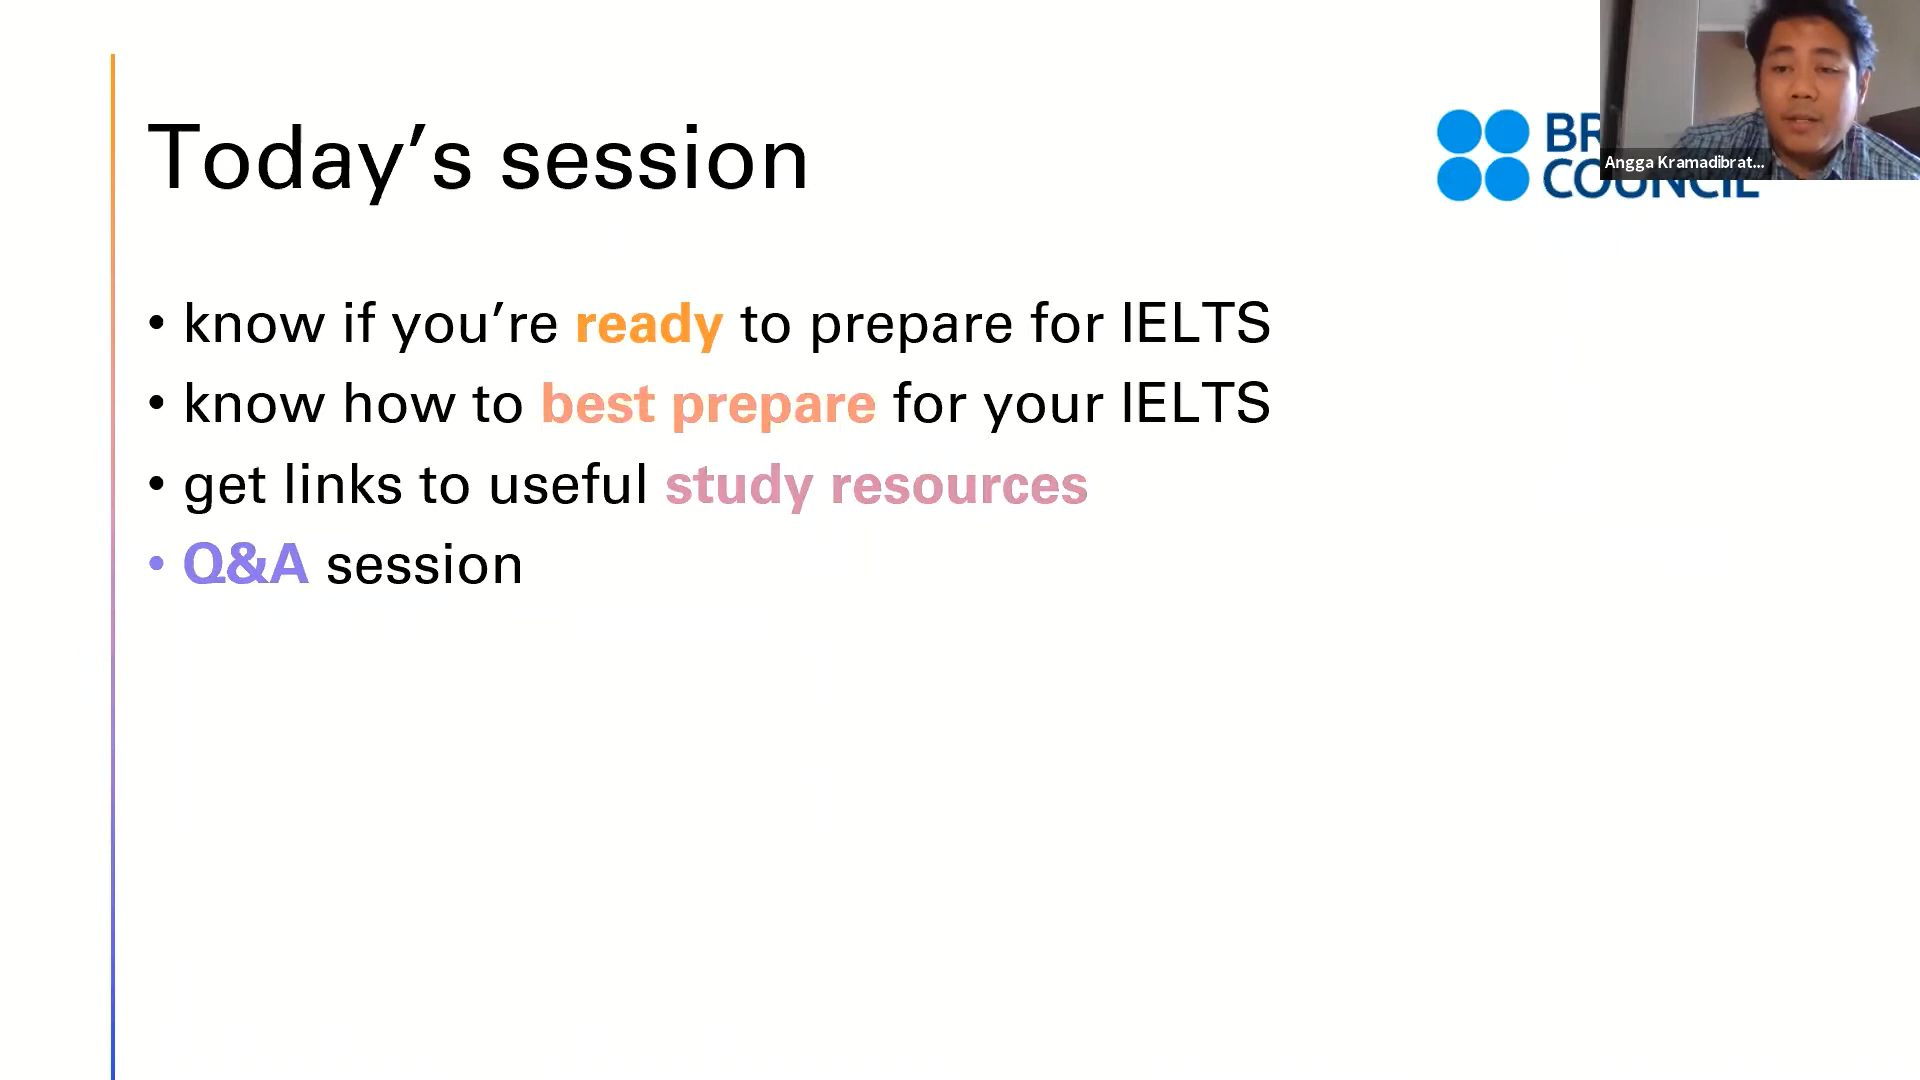 Today’s session
BR
COUNCIL
Angga Kramadibrat...
• know if you’re ready to prepare for IELTS
• know how to best prepare for your IELTS
• get links to useful study resources
• Q&A session